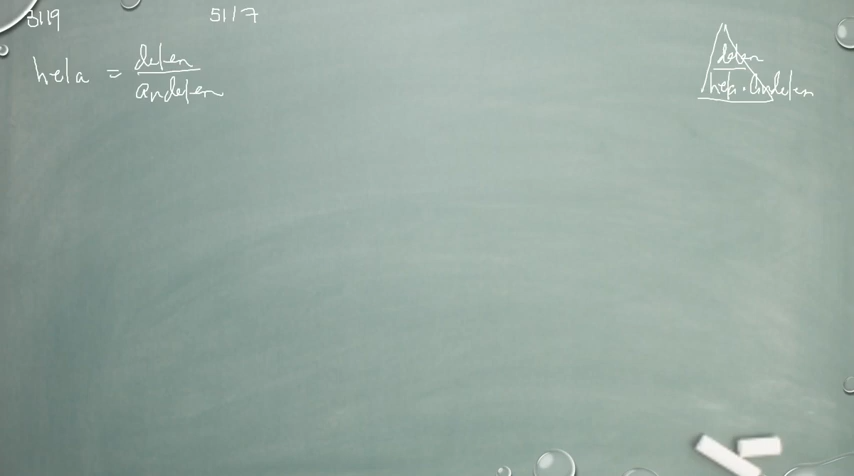 3119
5117
hela = delen / andelen
delen
hela · andelen